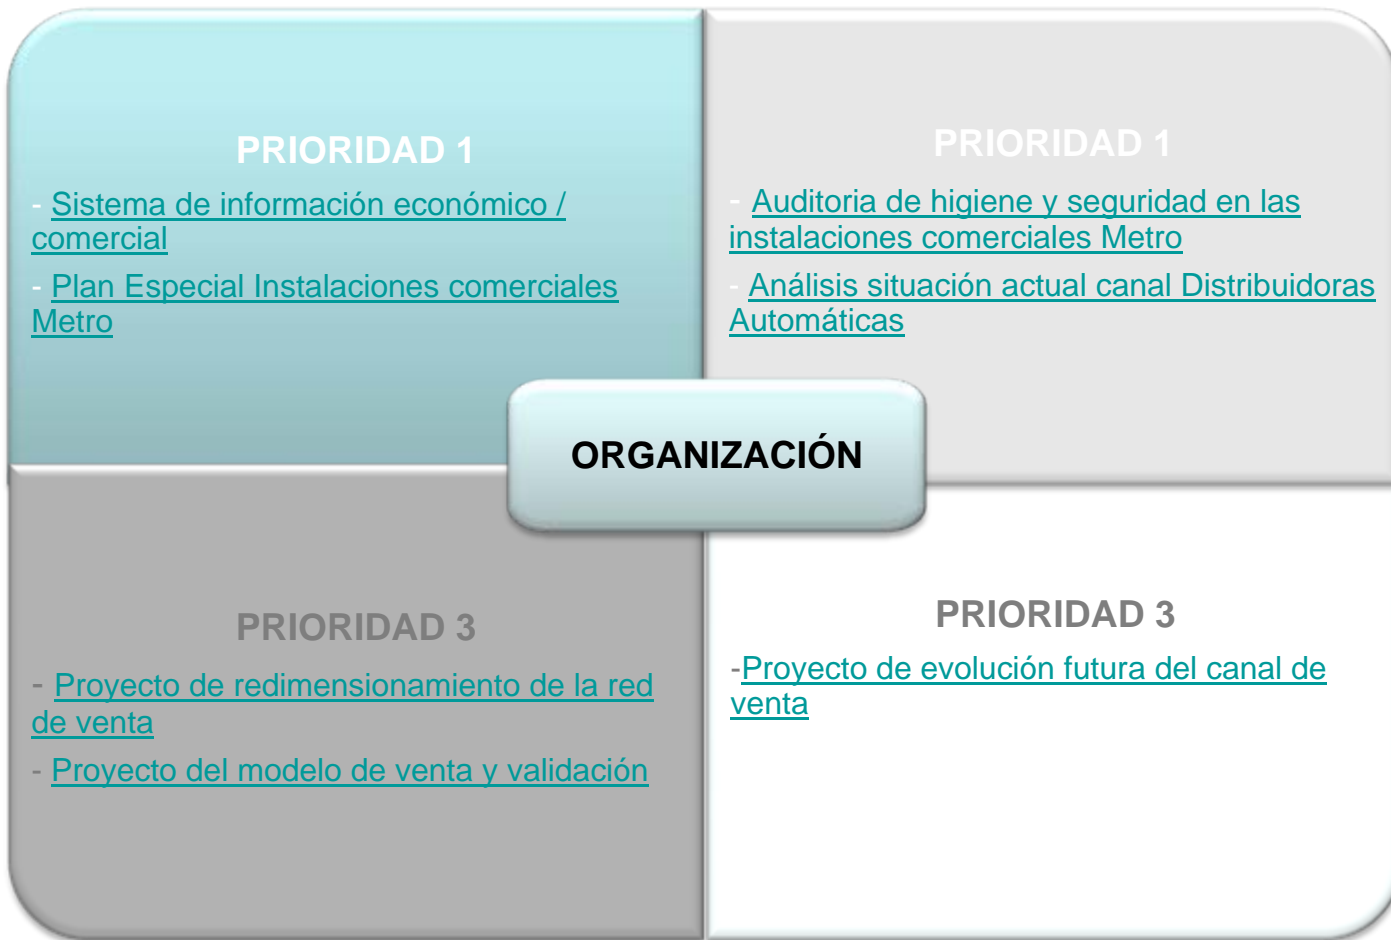 PRIORIDAD 1
- Sistema de información económico /
comercial
- Plan Especial Instalaciones comerciales
Metro
PRIORIDAD 1
- Auditoria de higiene y seguridad en las
instalaciones comerciales Metro
- Análisis situación actual canal Distribuidoras
Automáticas
ORGANIZACIÓN
PRIORIDAD 3
- Proyecto de redimensionamiento de la red
de venta
- Proyecto del modelo de venta y validación
PRIORIDAD 3
-Proyecto de evolución futura del canal de
venta